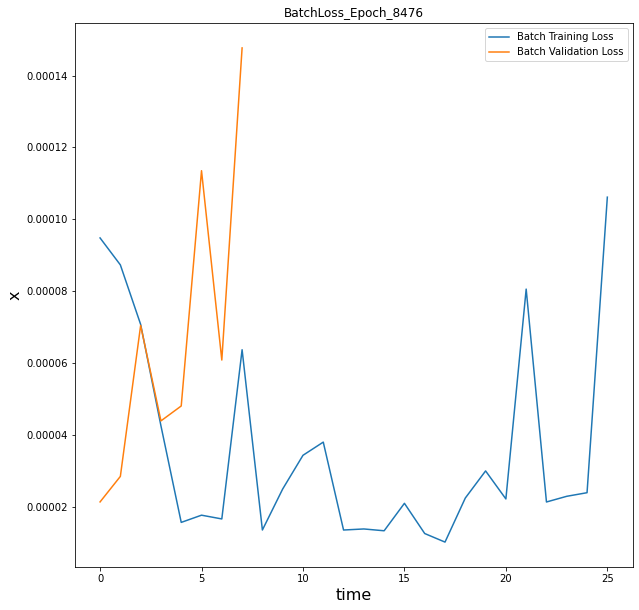 BatchLoss_Epoch_8476
Batch Training Loss
Batch Validation Loss
0.00014
0.00012
0.00010
0.00008
0.00006
0.00004
0.00002
x
0 5 10 15 20 25
time